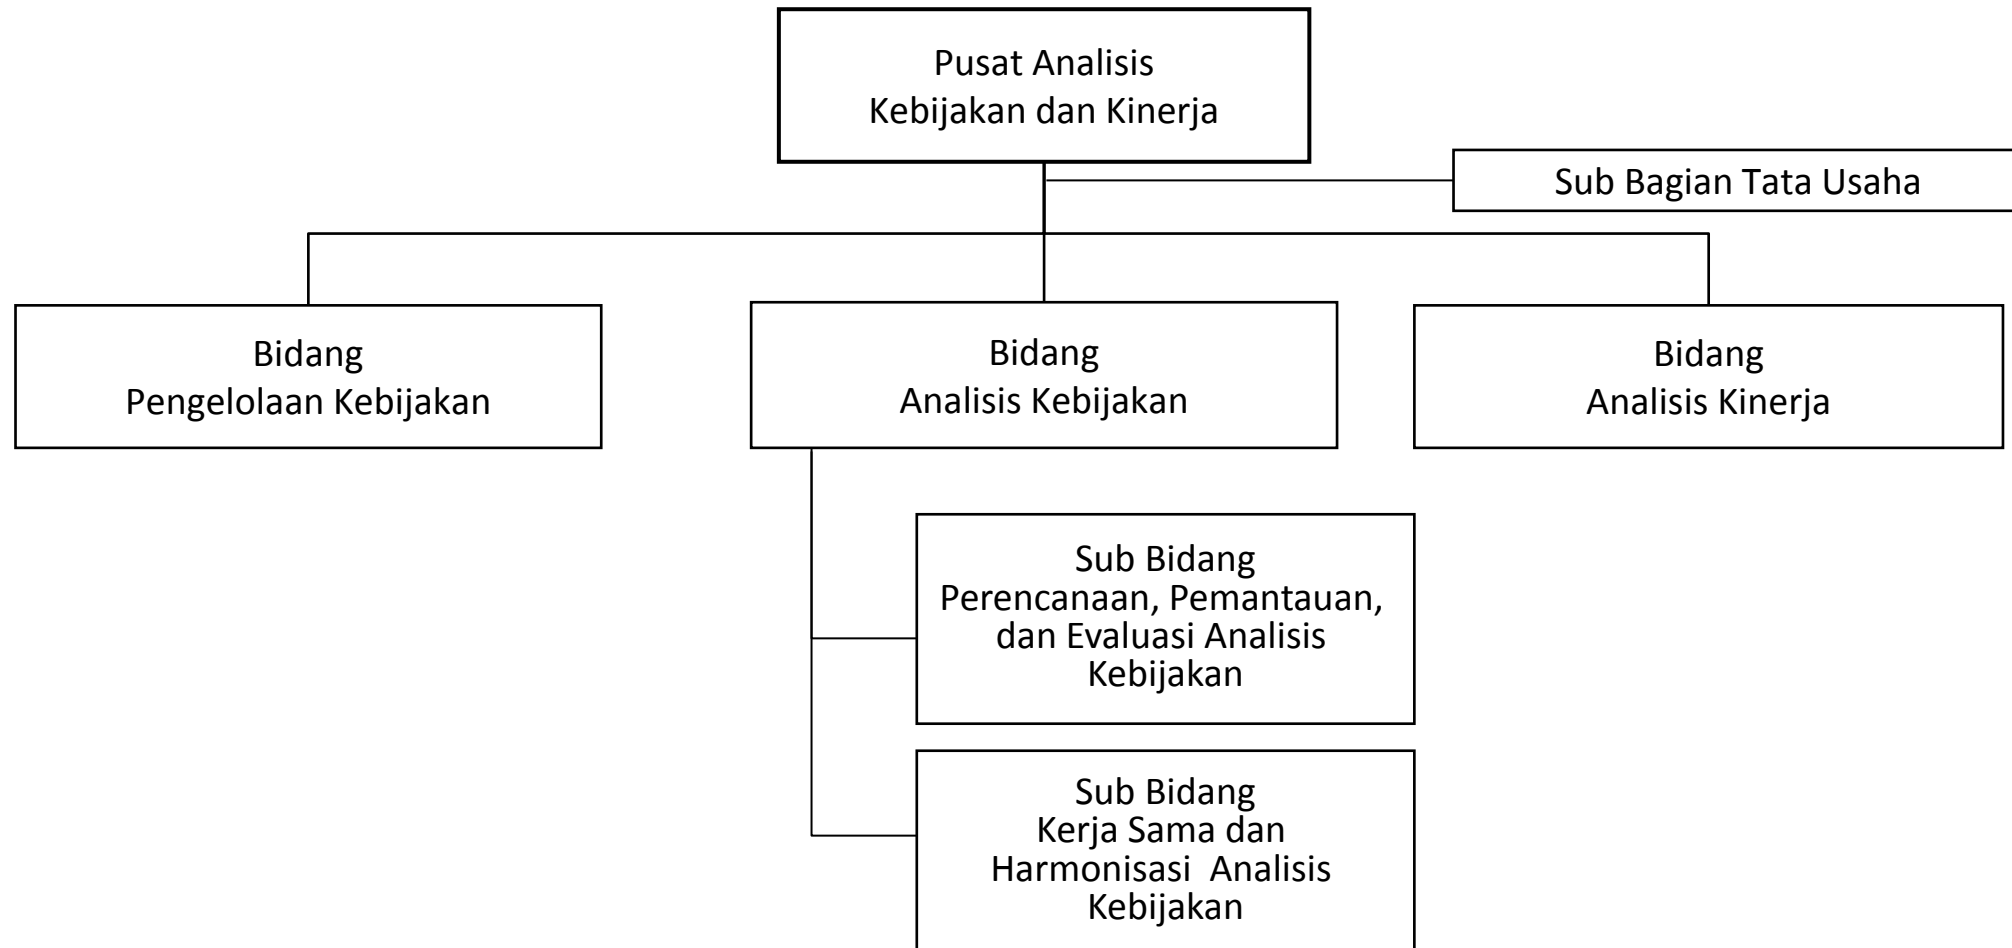 Pusat Analisis
Kebijakan dan Kinerja
Sub Bagian Tata Usaha
Bidang
Pengelolaan Kebijakan
Bidang
Analisis Kebijakan
Bidang
Analisis Kinerja
Sub Bidang
Perencanaan, Pemantauan,
dan Evaluasi Analisis
Kebijakan
Sub Bidang
Kerja Sama dan
Harmonisasi  Analisis
Kebijakan